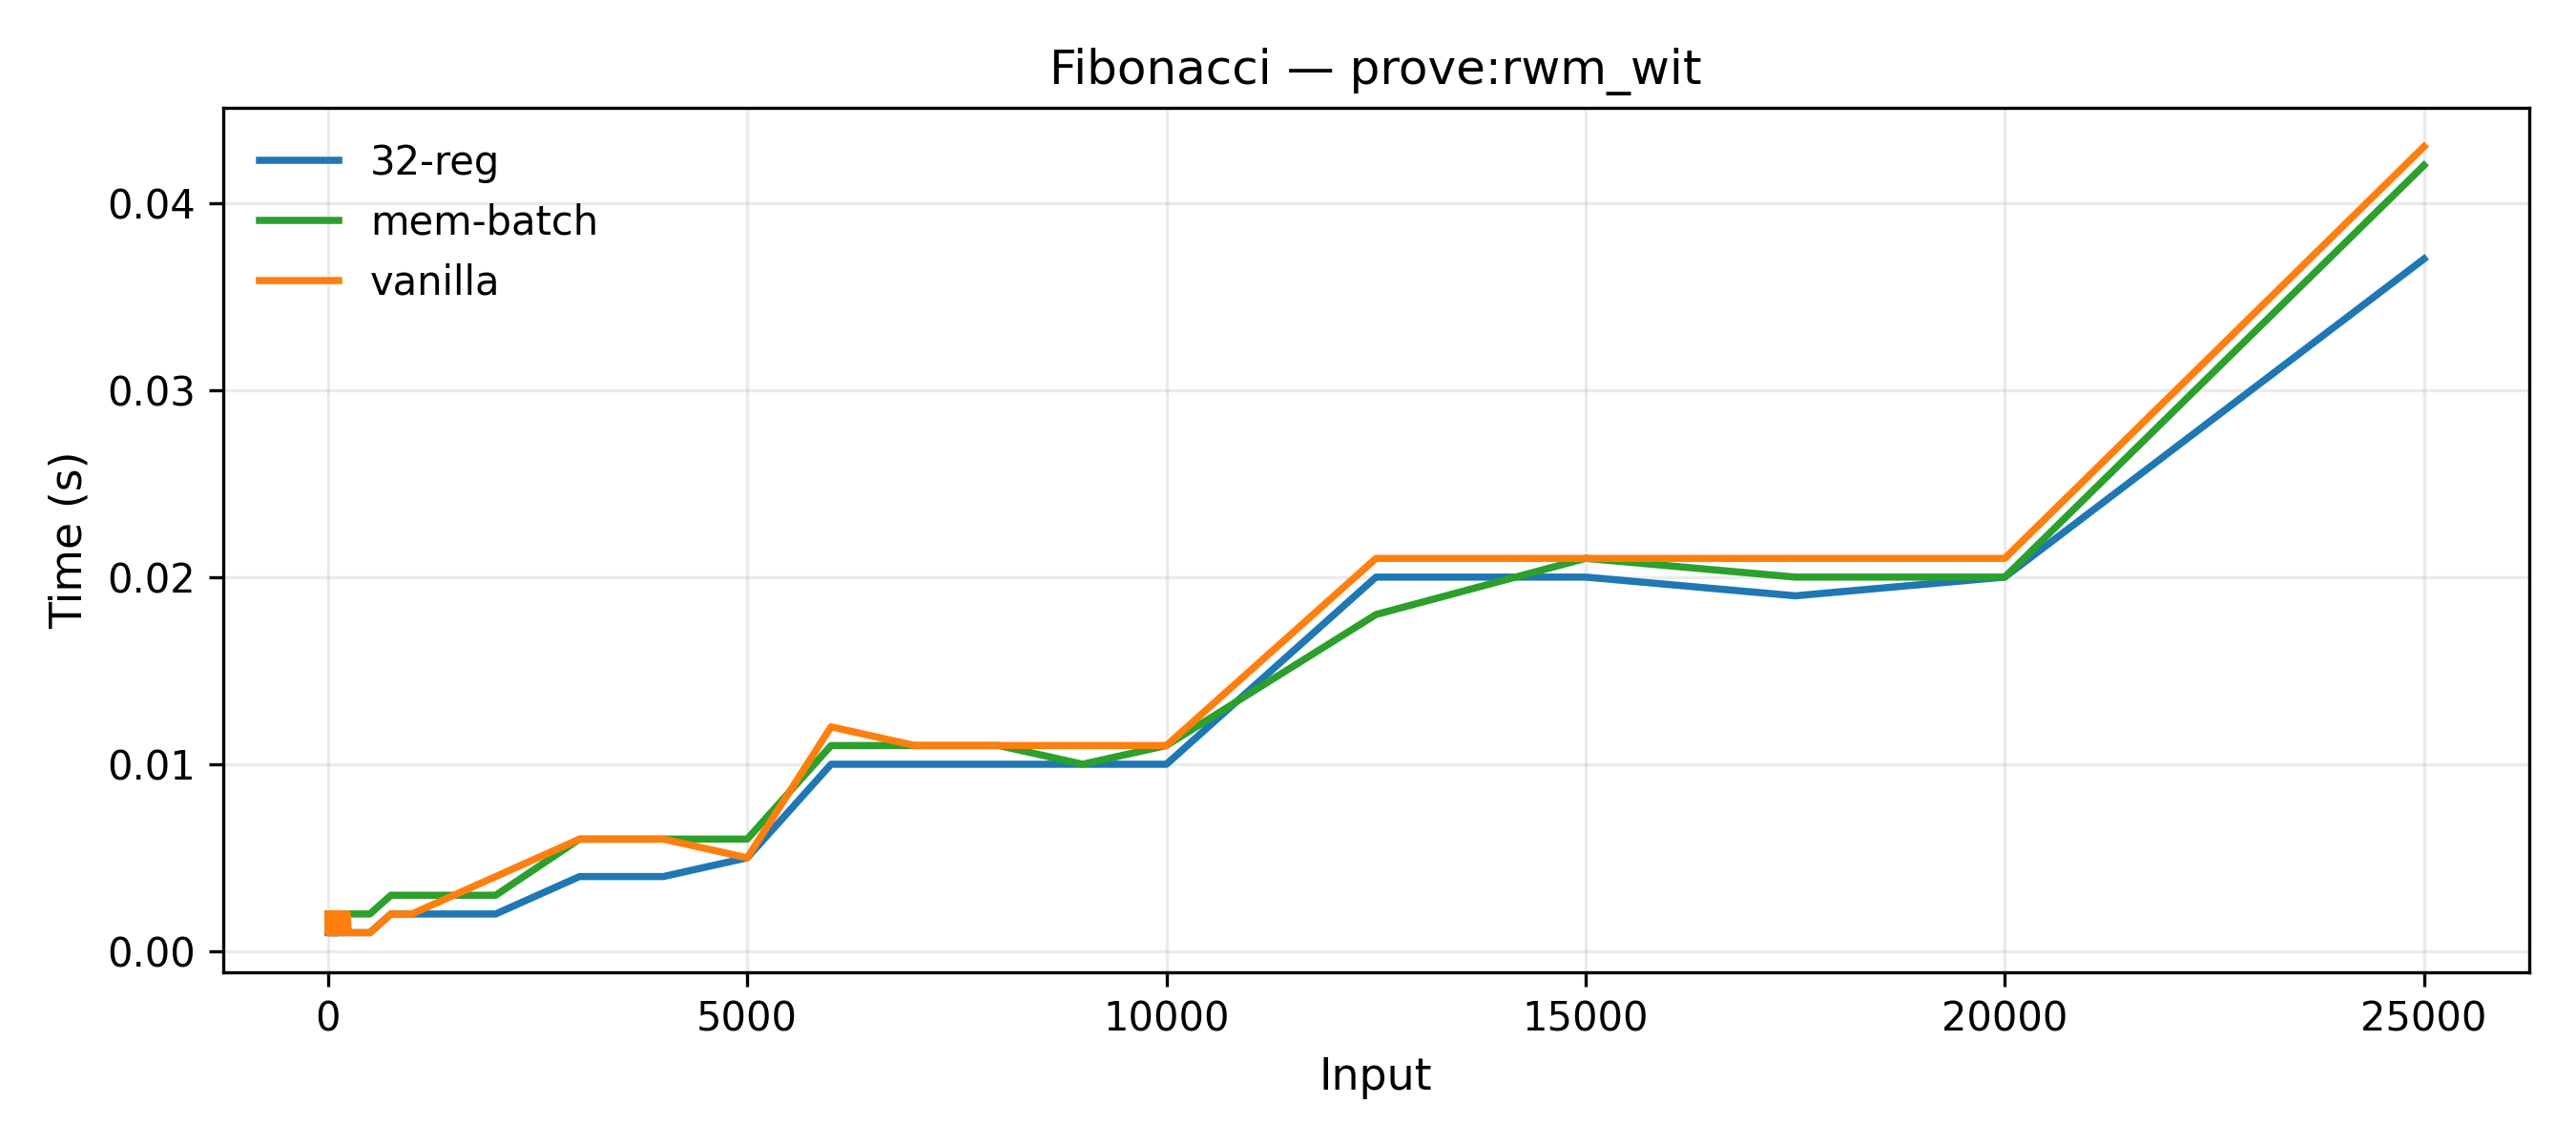 Fibonacci — prove:rwm_wit
32-reg
mem-batch
vanilla
Time (s)
0.04
0.03
0.02
0.01
0.00
0 5000 10000 15000 20000 25000
Input